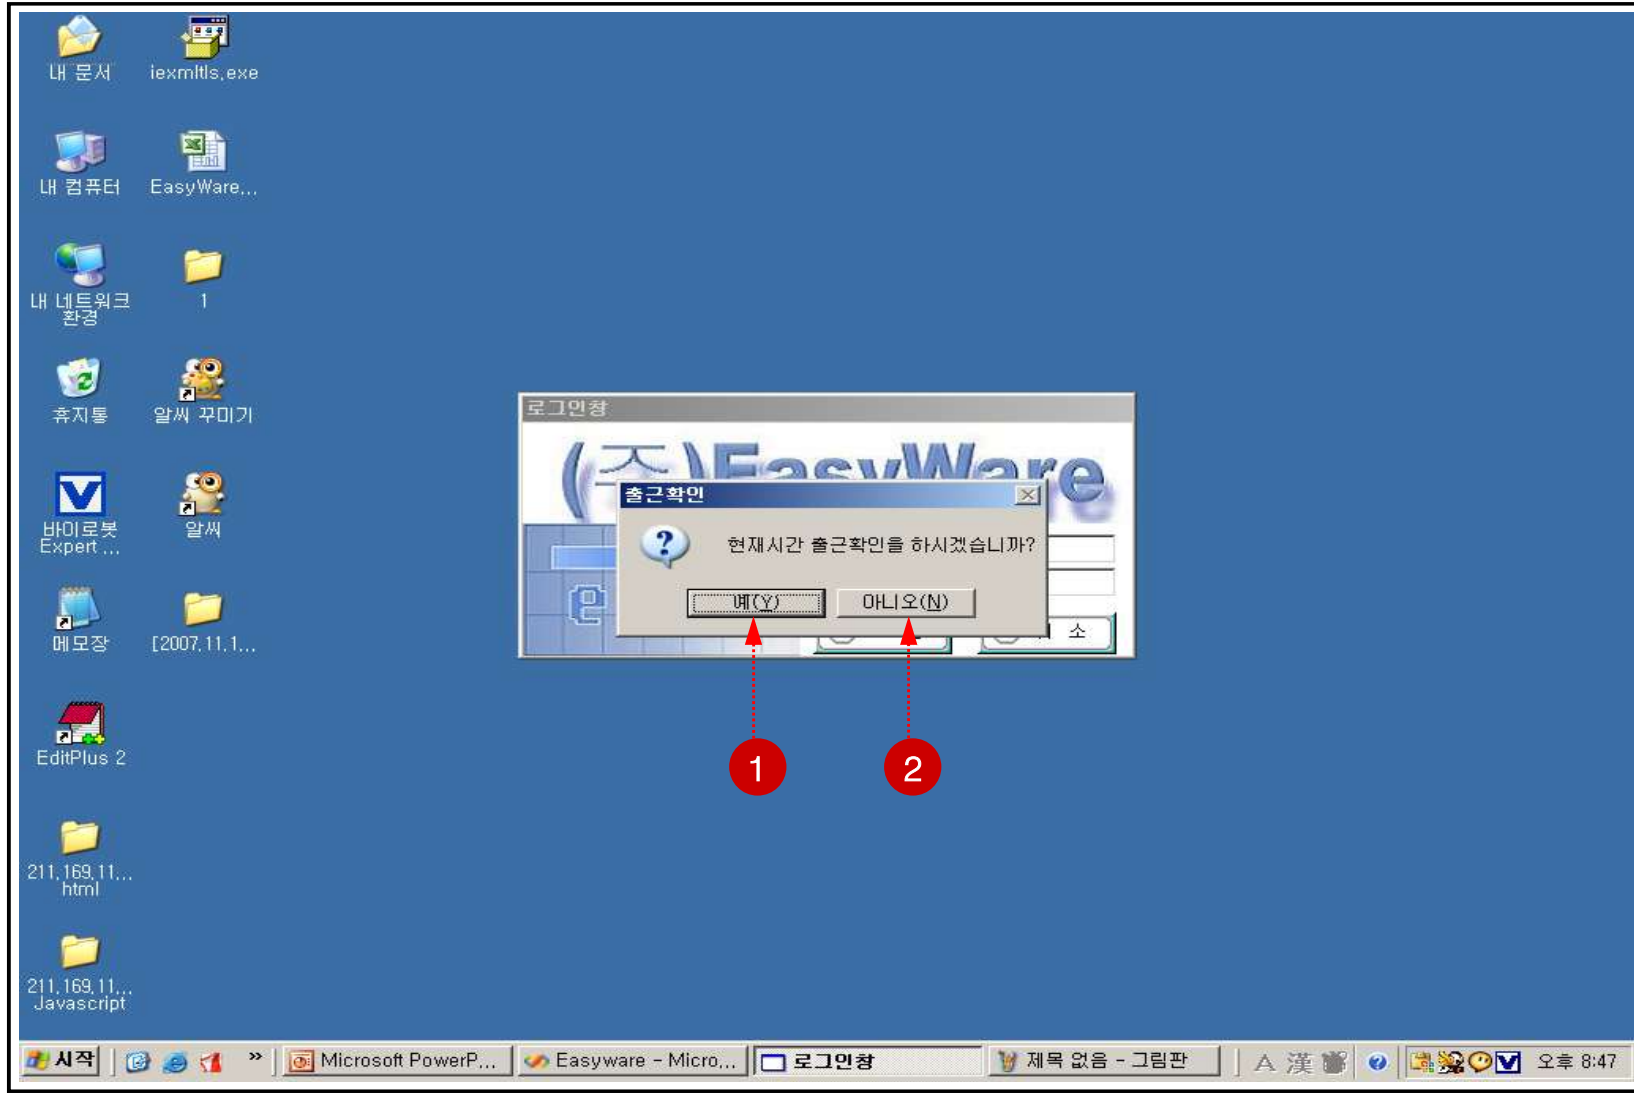 내 문서
iexmltls,exe
내 컴퓨터
EasyWare,,,
내 네트워크
환경
1
휴지통
알씨 꾸미기
바이로봇
Expert ,,,
알씨
메모장
[2007,11,1,,,
EditPlus 2
211,169,11,,,
html
211,169,11,,,
Javascript
로그인창
(주)EasyWare
출근확인
현재시간 출근확인을 하시겠습니까?
e
예(Y)
아니오(N)
소
1
2
시작
»
Microsoft PowerP,,,
Easyware - Micro,,,
로그인창
제목 없음 - 그림판
A 漢
오후 8:47